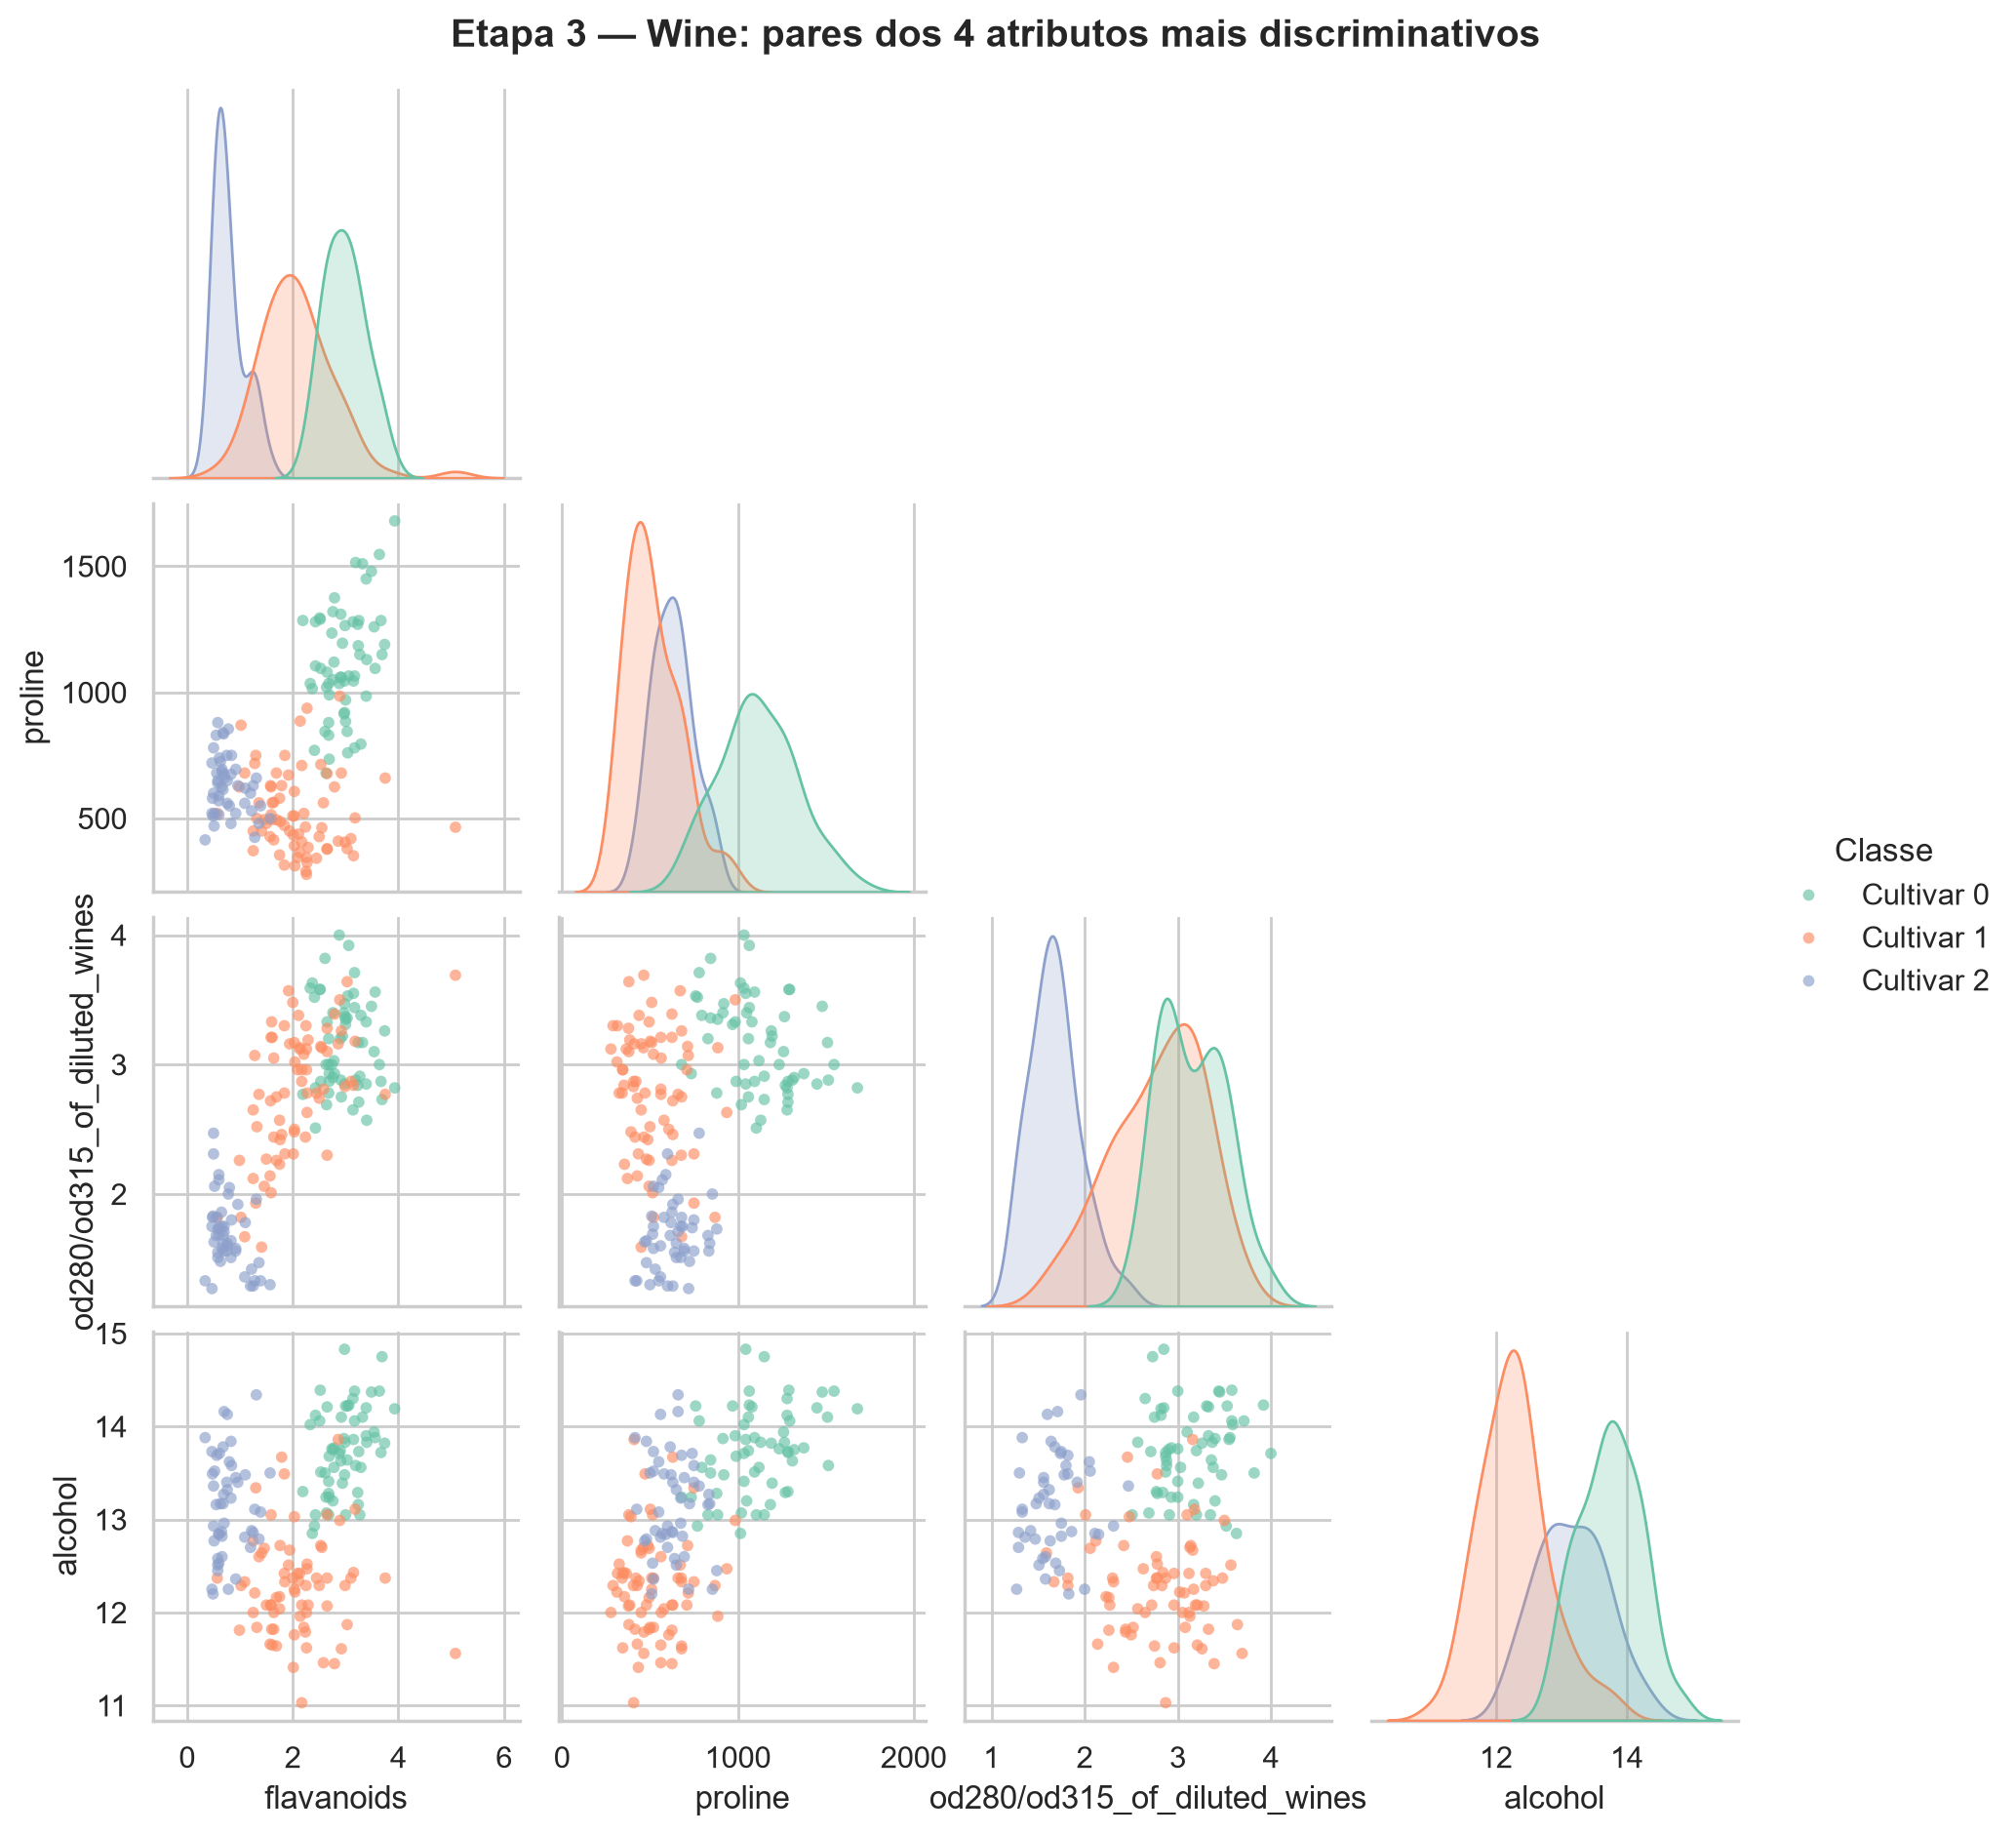 Etapa 3 — Wine: pares dos 4 atributos mais discriminativos
1500
1000
500
proline
4
3
2
od280/od315_of_diluted_wines
15
14
13
12
11
alcohol
0 2 4 6
flavanoids
0 1000 2000
proline
1 2 3 4
od280/od315_of_diluted_wines
12 14
alcohol
Classe
Cultivar 0
Cultivar 1
Cultivar 2